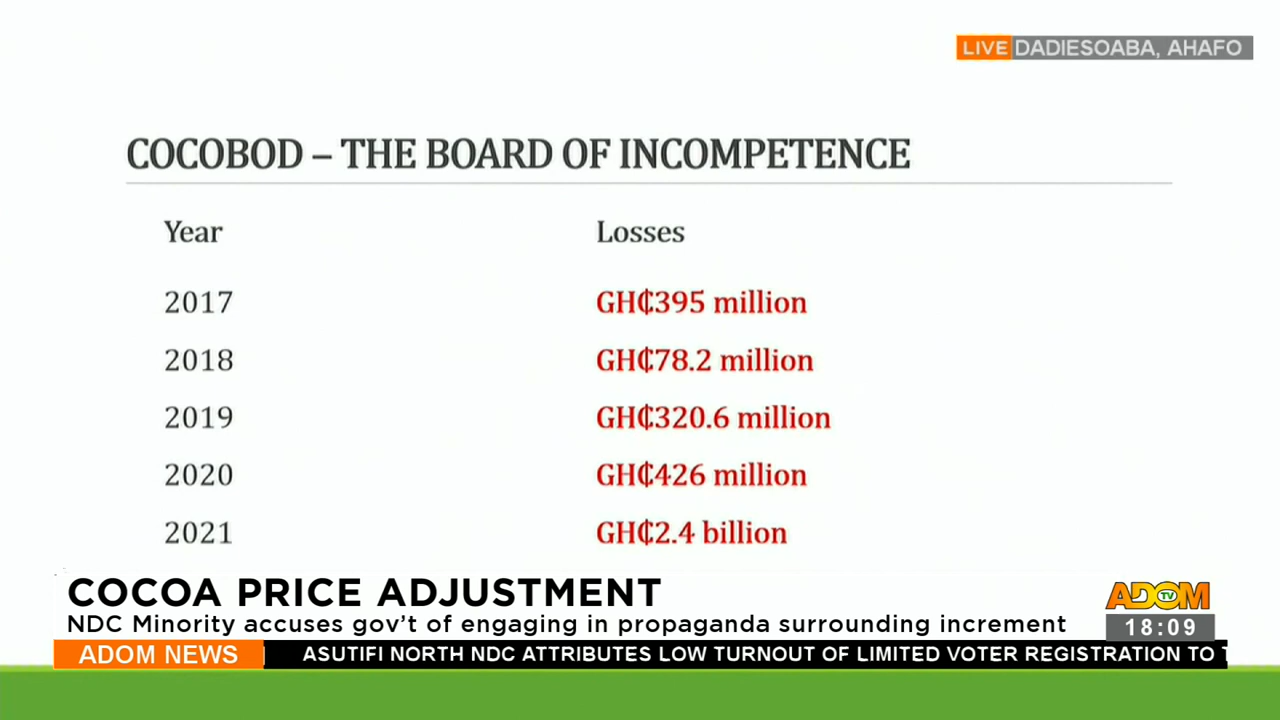 LIVE DADIESOABA, AHAFO
COCOBOD – THE BOARD OF INCOMPETENCE
Year Losses
2017 GH₵395 million
2018 GH₵78.2 million
2019 GH₵320.6 million
2020 GH₵426 million
2021 GH₵2.4 billion
COCOA PRICE ADJUSTMENT
NDC Minority accuses gov't of engaging in propaganda surrounding increment
ADOM TV
18:09
ADOM NEWS ASUTIFI NORTH NDC ATTRIBUTES LOW TURNOUT OF LIMITED VOTER REGISTRATION TO